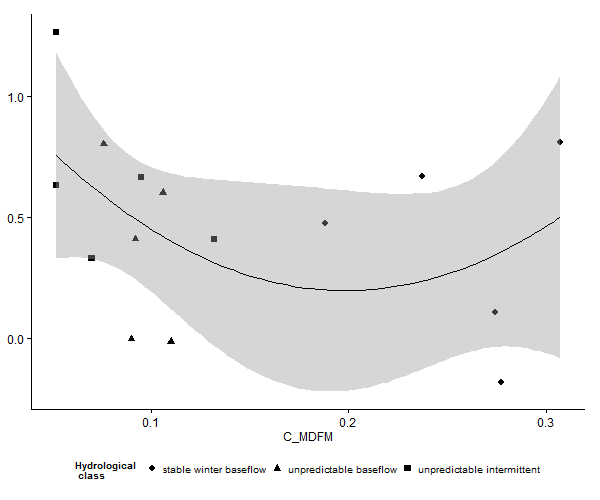 1.0
0.5
0.0
0.1 0.2 0.3
C_MDFM
Hydrological
class
stable winter baseflow unpredictable baseflow unpredictable intermittent